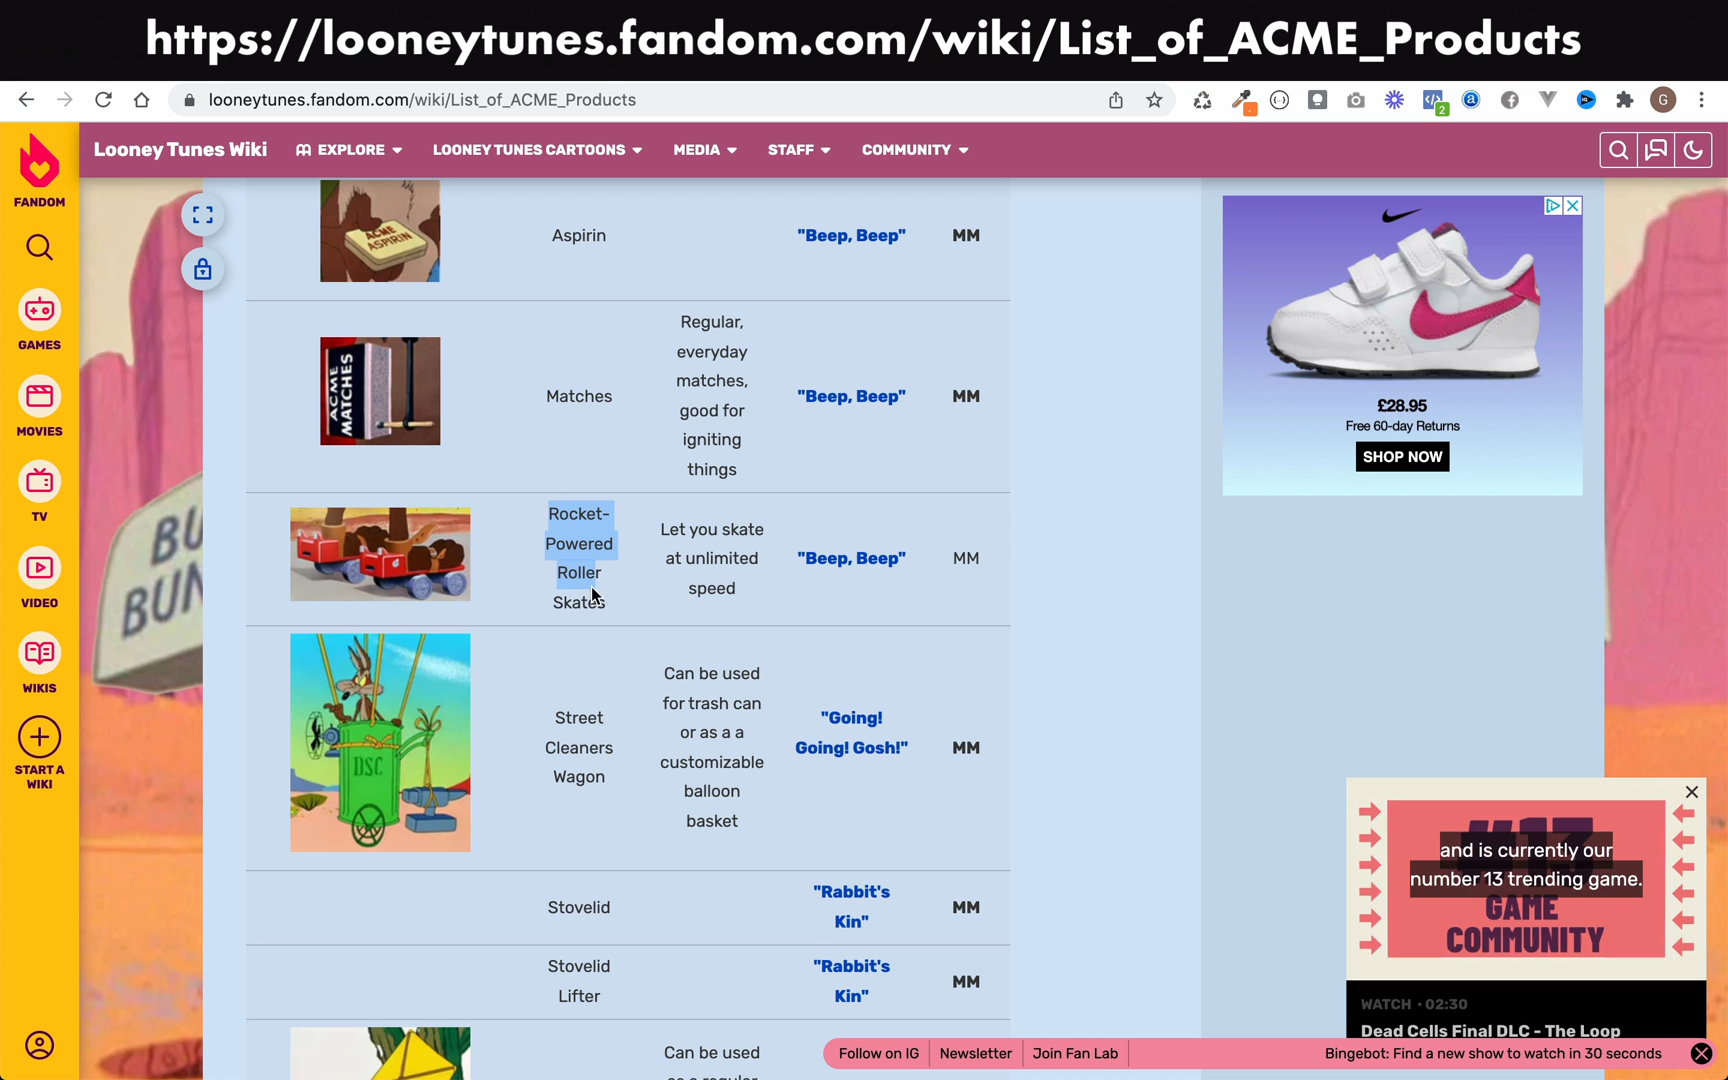 https://looneytunes.fandom.com/wiki/List_of_ACME_Products
looneytunes.fandom.com/wiki/List_of_ACME_Products
2
G
Looney Tunes Wiki
EXPLORE
LOONEY TUNES CARTOONS
MEDIA
STAFF
COMMUNITY
FANDOM
GAMES
MOVIES
TV
VIDEO
WIKIS
START A
WIKI
BU
BUN
ACME
ASPIRIN
Aspirin
"Beep, Beep"
MM
ACME
MATCHES
Matches
Regular,
everyday
matches,
good for
igniting
things
"Beep, Beep"
MM
Rocket-
Powered
Roller
Skates
Let you skate
at unlimited
speed
"Beep, Beep"
MM
DSC
Street
Cleaners
Wagon
Can be used
for trash can
or as a a
customizable
balloon
basket
"Going!
Going! Gosh!"
MM
Stovelid
"Rabbit's
Kin"
MM
Stovelid
Lifter
"Rabbit's
Kin"
MM
Can be used
£28.95
Free 60-day Returns
SHOP NOW
#13
and is currently our
number 13 trending game.
GAME
COMMUNITY
WATCH • 02:30
Dead Cells Final DLC - The Loop
Follow on IG
Newsletter
Join Fan Lab
Bingebot: Find a new show to watch in 30 seconds